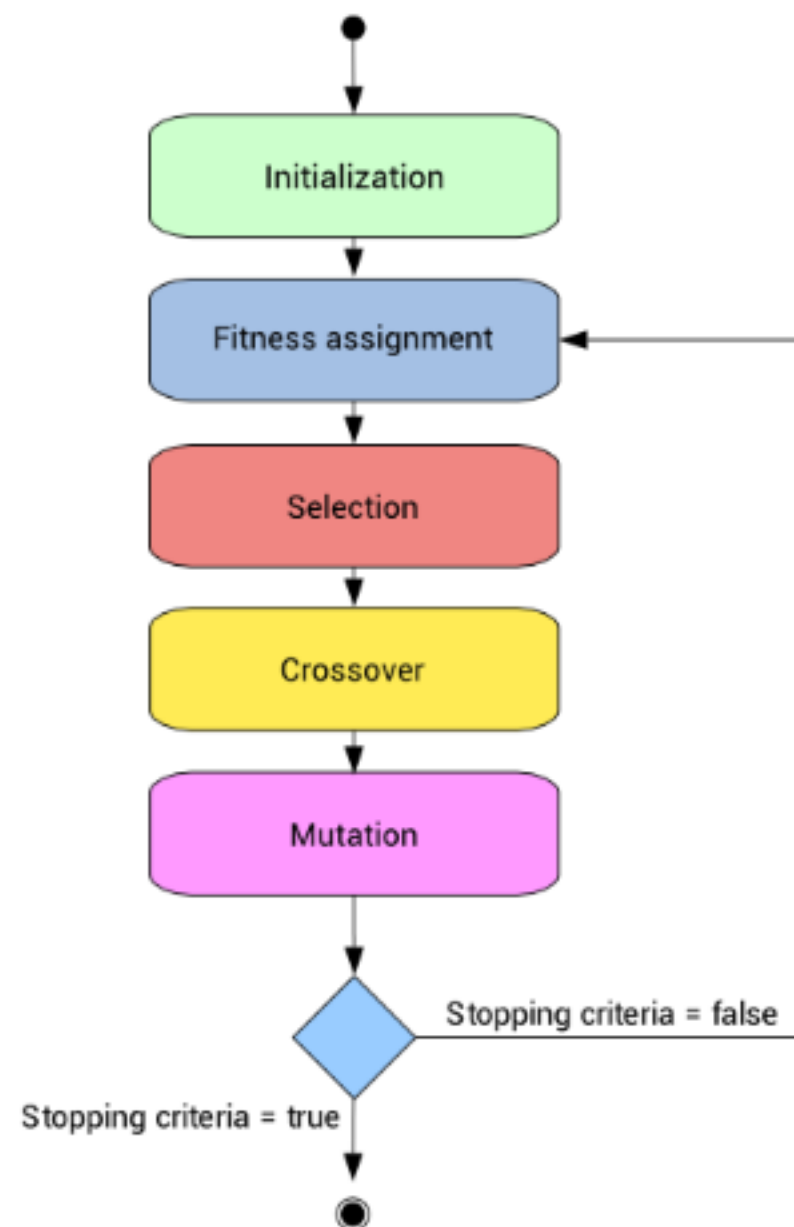 Initialization
Fitness assignment
Selection
Crossover
Mutation
Stopping criteria = false
Stopping criteria = true